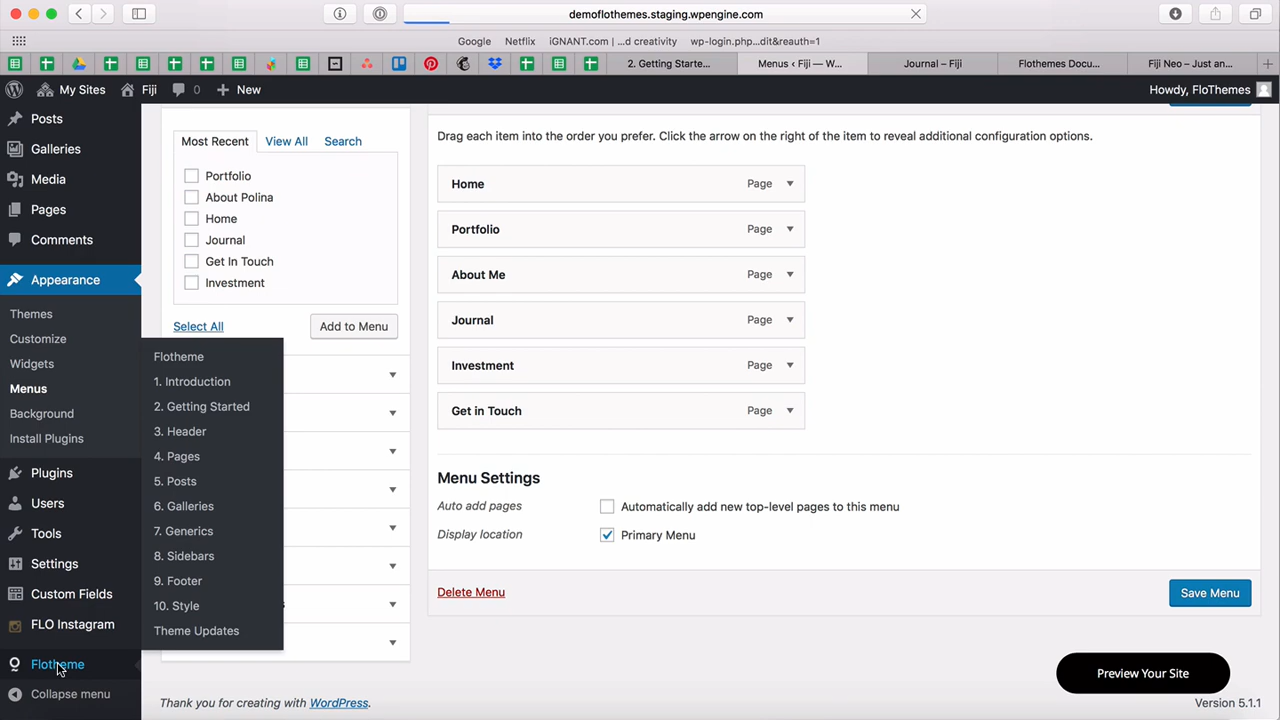 demoflothemes.staging.wpengine.com
Google Netflix iGNANT.com | ...d creativity wp-login.php...dit&reauth=1
2. Getting Starte... Menus ‹ Fiji — W... Journal – Fiji Flothemes Docu... Fiji Neo – Just an...
My Sites Fiji 0 New Howdy, FloThemes
Posts
Galleries
Media
Pages
Comments
Appearance
Themes
Customize
Widgets
Menus
Background
Install Plugins
Plugins
Users
Tools
Settings
Custom Fields
FLO Instagram
Flotheme
Collapse menu
Flotheme
1. Introduction
2. Getting Started
3. Header
4. Pages
5. Posts
6. Galleries
7. Generics
8. Sidebars
9. Footer
10. Style
Theme Updates
Most Recent View All Search
Portfolio
About Polina
Home
Journal
Get In Touch
Investment
Select All Add to Menu
Drag each item into the order you prefer. Click the arrow on the right of the item to reveal additional configuration options.
Home Page
Portfolio Page
About Me Page
Journal Page
Investment Page
Get in Touch Page
Menu Settings
Auto add pages Automatically add new top-level pages to this menu
Display location Primary Menu
Delete Menu Save Menu
Preview Your Site
Thank you for creating with WordPress. Version 5.1.1